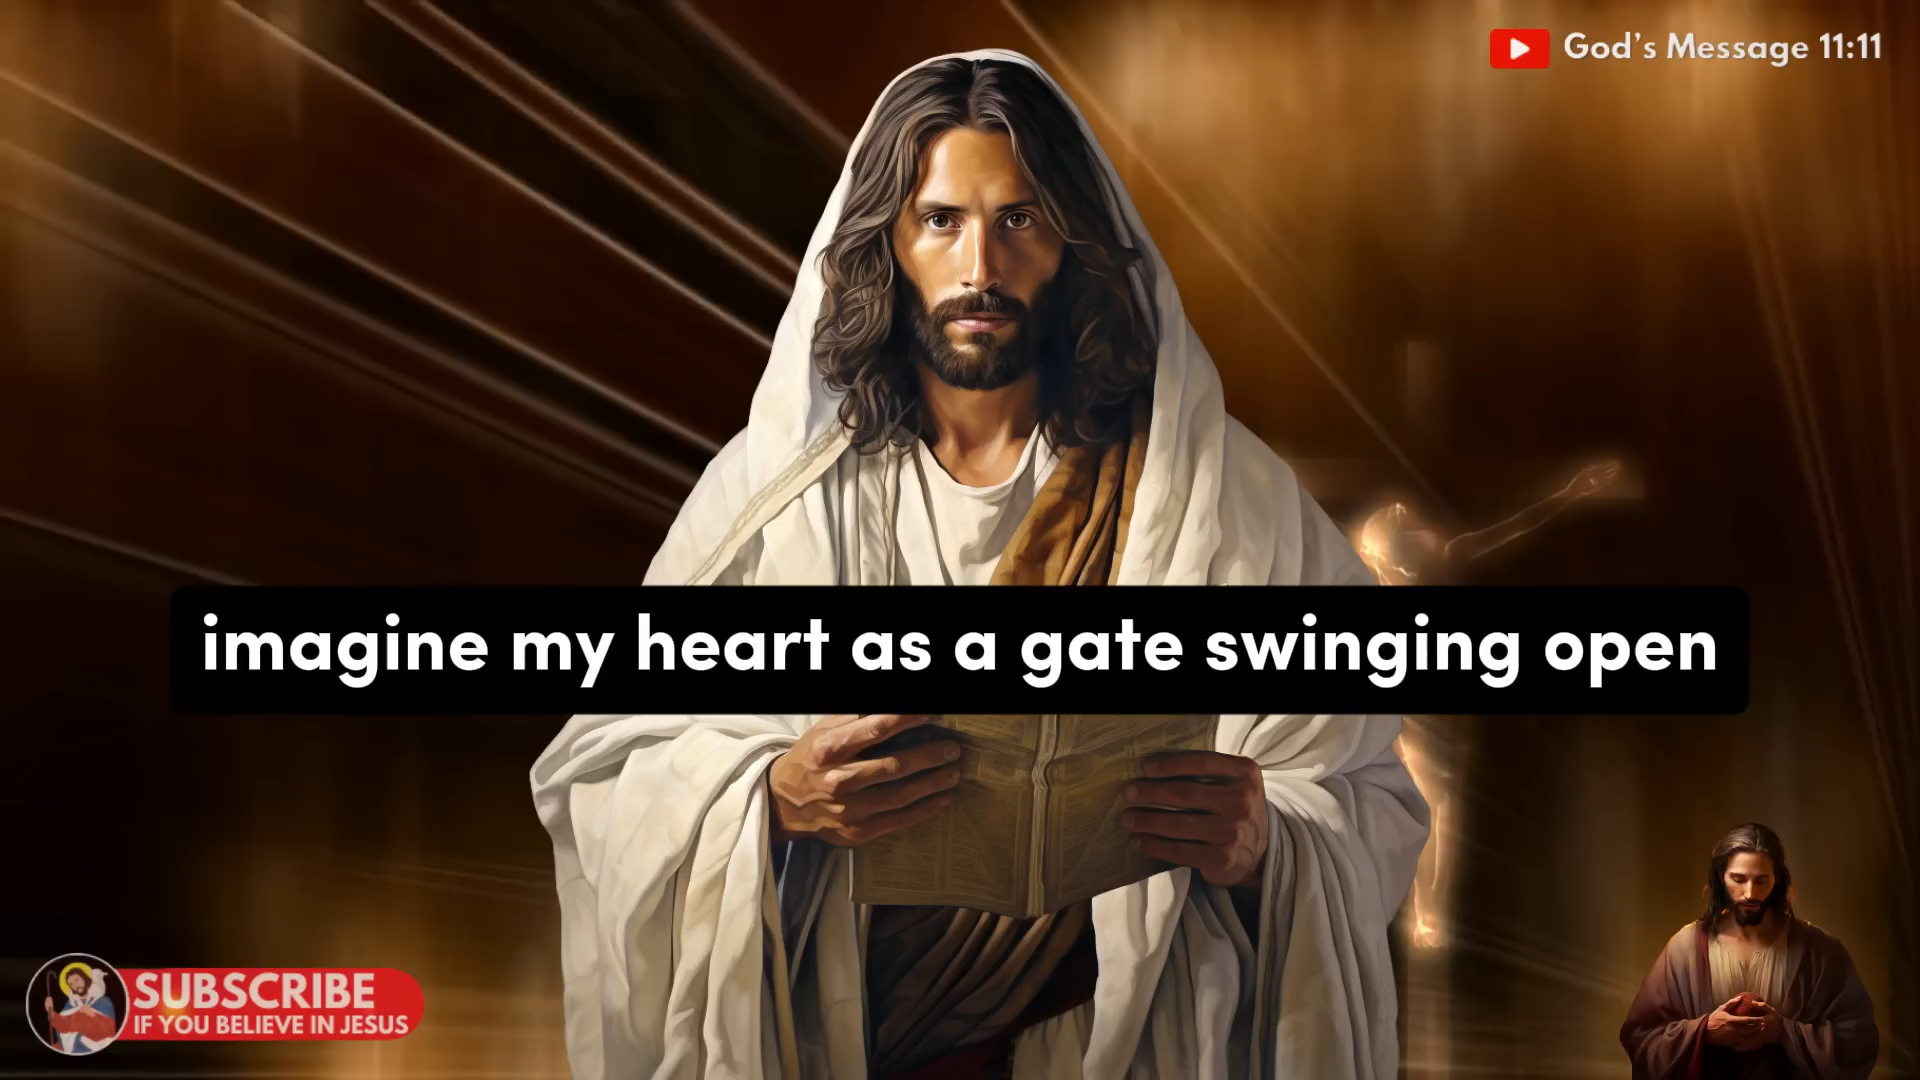 God's Message 11:11
imagine my heart as a gate swinging open
SUBSCRIBE
IF YOU BELIEVE IN JESUS